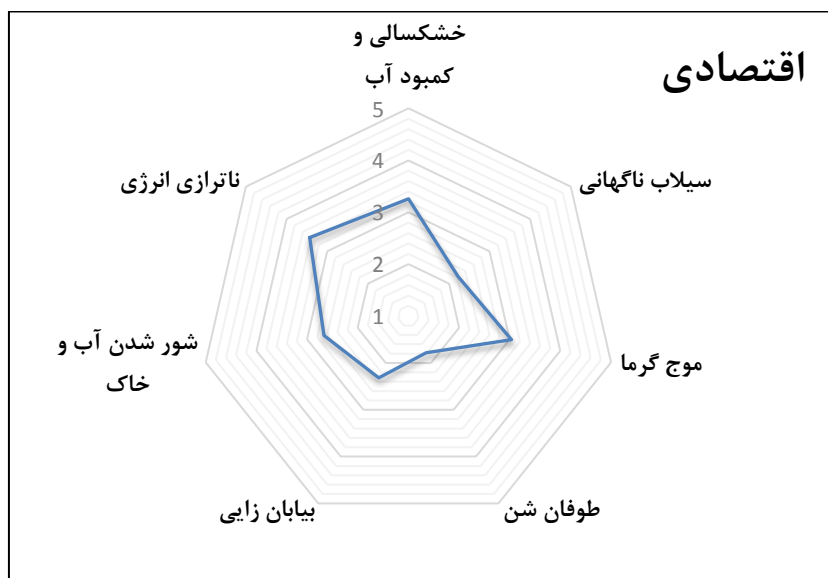 اقتصادی
خشکسالی و
کمبود آب
سیلاب ناگهانی
موج گرما
طوفان شن
بیابان زایی
شور شدن آب و
خاک
ناترازی انرژی
5
4
3
2
1